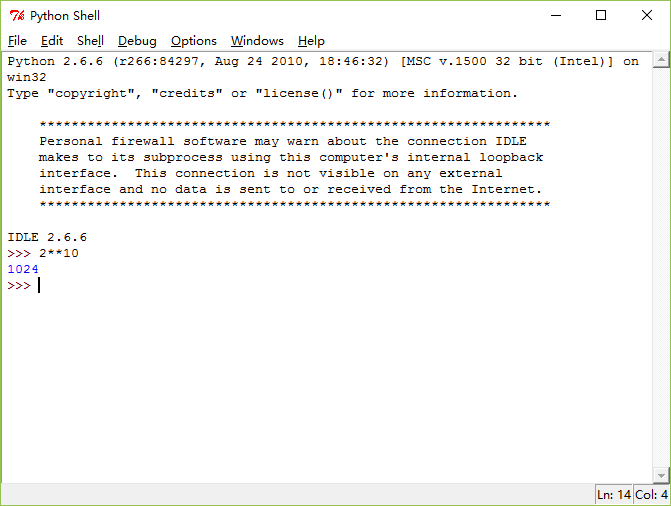 Python Shell
File Edit Shell Debug Options Windows Help
Python 2.6.6 (r266:84297, Aug 24 2010, 18:46:32) [MSC v.1500 32 bit (Intel)] on
win32
Type "copyright", "credits" or "license()" for more information.
****************************************************************
Personal firewall software may warn about the connection IDLE
makes to its subprocess using this computer's internal loopback
interface.  This connection is not visible on any external
interface and no data is sent to or received from the Internet.
****************************************************************
IDLE 2.6.6
>>> 2**10
1024
>>>
Ln: 14 Col: 4